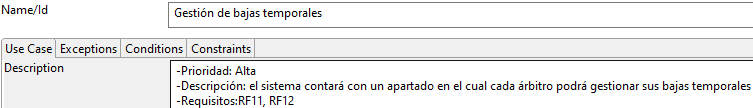 Name/Id
Gestión de bajas temporales
Use Case Exceptions Conditions Constraints
Description
-Prioridad: Alta
-Descripción: el sistema contará con un apartado en el cual cada árbitro podrá gestionar sus bajas temporales
-Requisitos:RF11, RF12